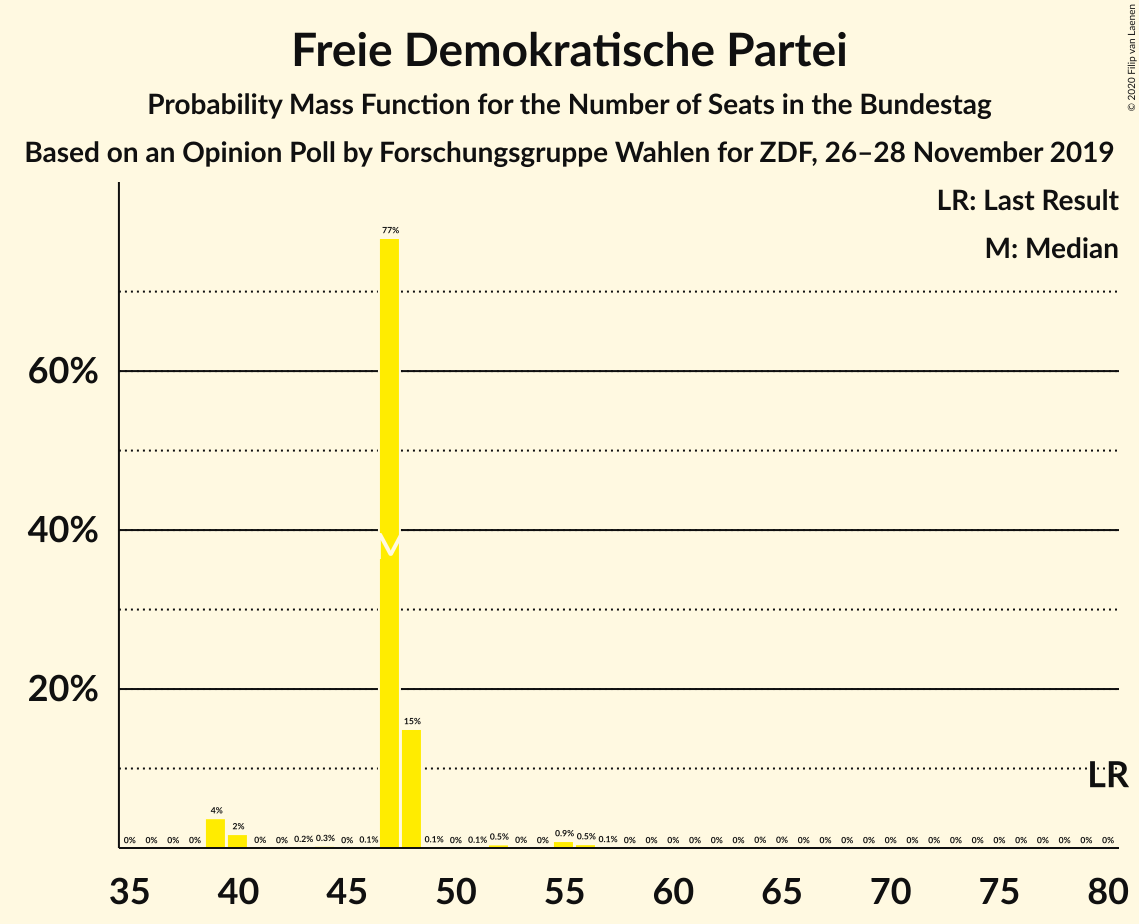 Freie Demokratische Partei
Probability Mass Function for the Number of Seats in the Bundestag
Based on an Opinion Poll by Forschungsgruppe Wahlen for ZDF, 26–28 November 2019
© 2020 Filip van Laenen
LR: Last Result
M: Median
77%
60%
40%
20%
15%
LR
0% 0% 0% 0% 4% 2% 0% 0% 0.2% 0.3% 0% 0.1% 0.1% 0% 0.1% 0.5% 0% 0% 0.9% 0.5% 0.1% 0% 0% 0% 0% 0% 0% 0% 0% 0% 0% 0% 0% 0% 0% 0% 0% 0% 0% 0% 0% 0% 0% 0%
35 40 45 50 55 60 65 70 75 80